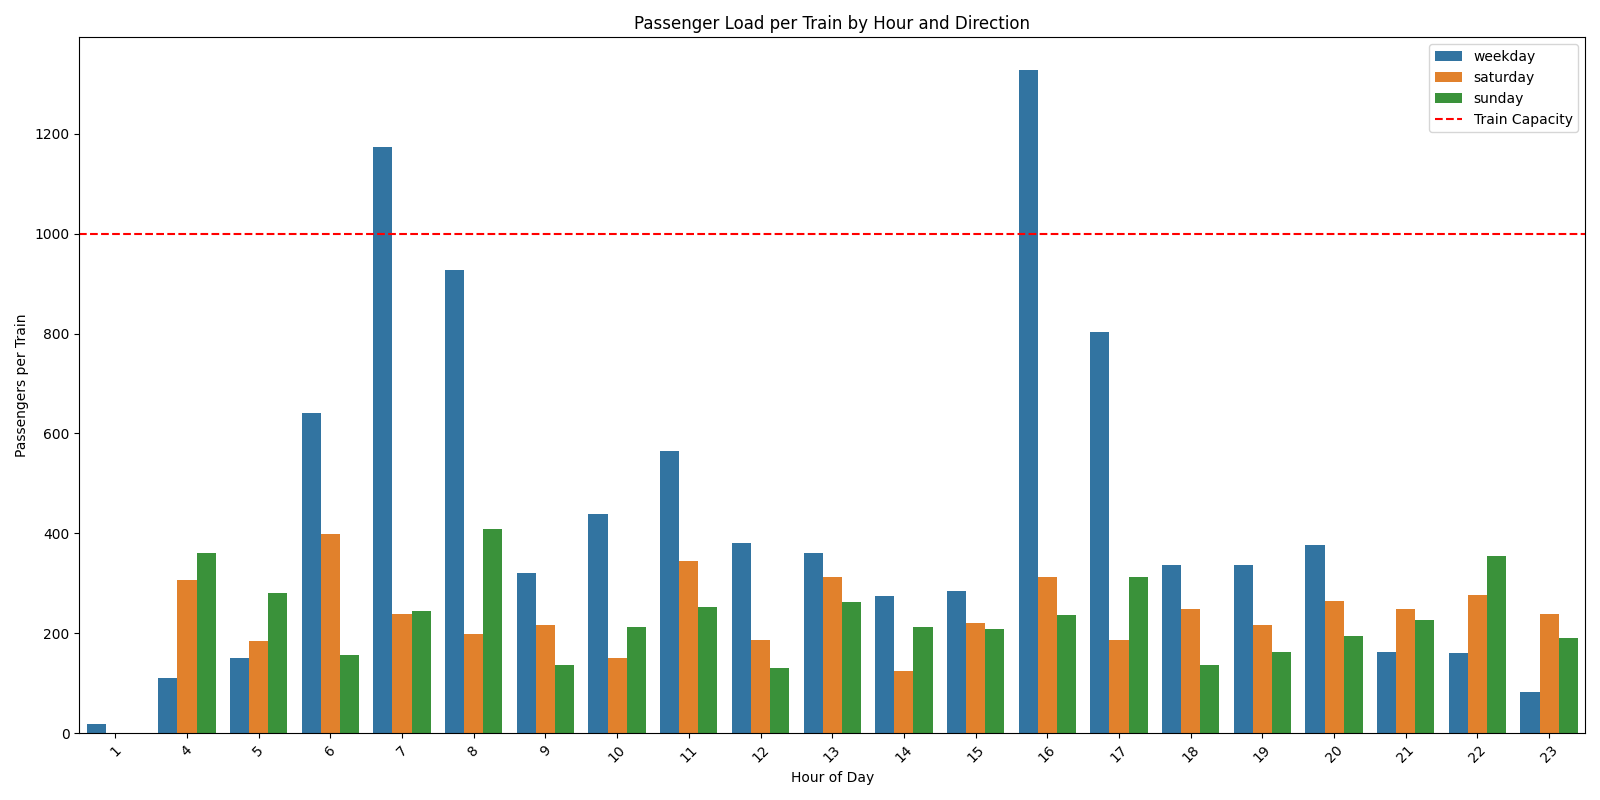 Passenger Load per Train by Hour and Direction
weekday
saturday
sunday
Train Capacity
Passengers per Train
1200
1000
800
600
400
200
0
1 4 5 6 7 8 9 10 11 12 13 14 15 16 17 18 19 20 21 22 23
Hour of Day